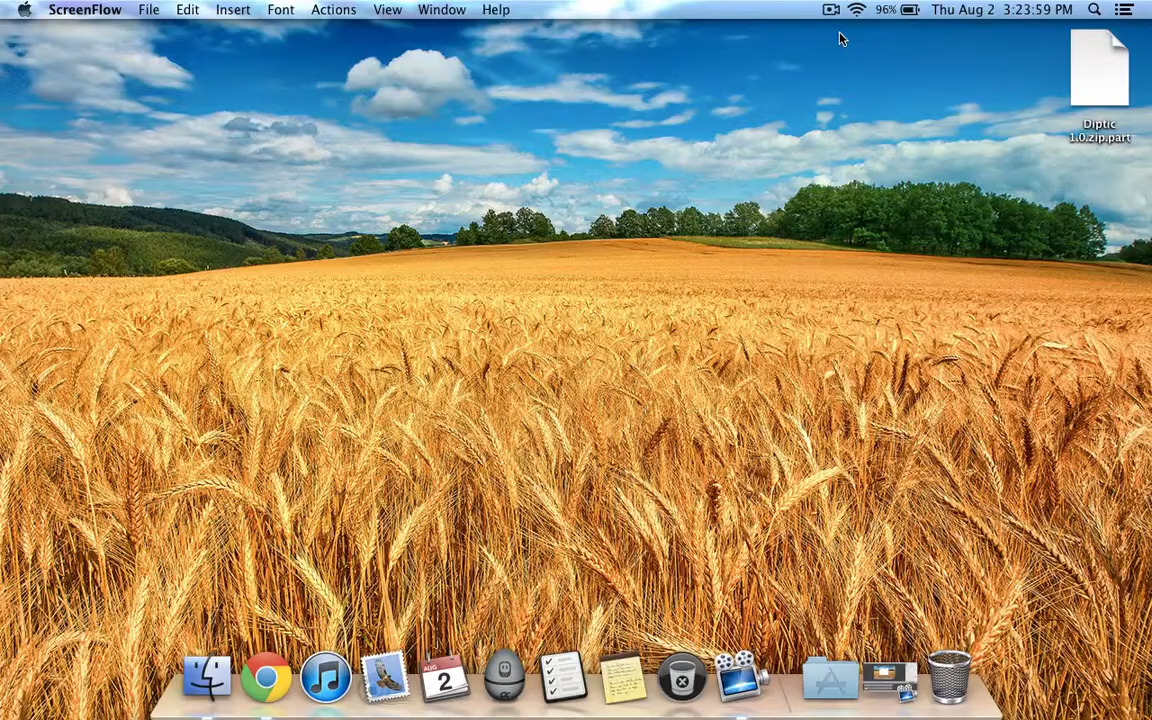 ScreenFlow File Edit Insert Font Actions View Window Help 96% Thu Aug 2 3:23:59 PM
Diptic
1.0.zip.part
AUG
2